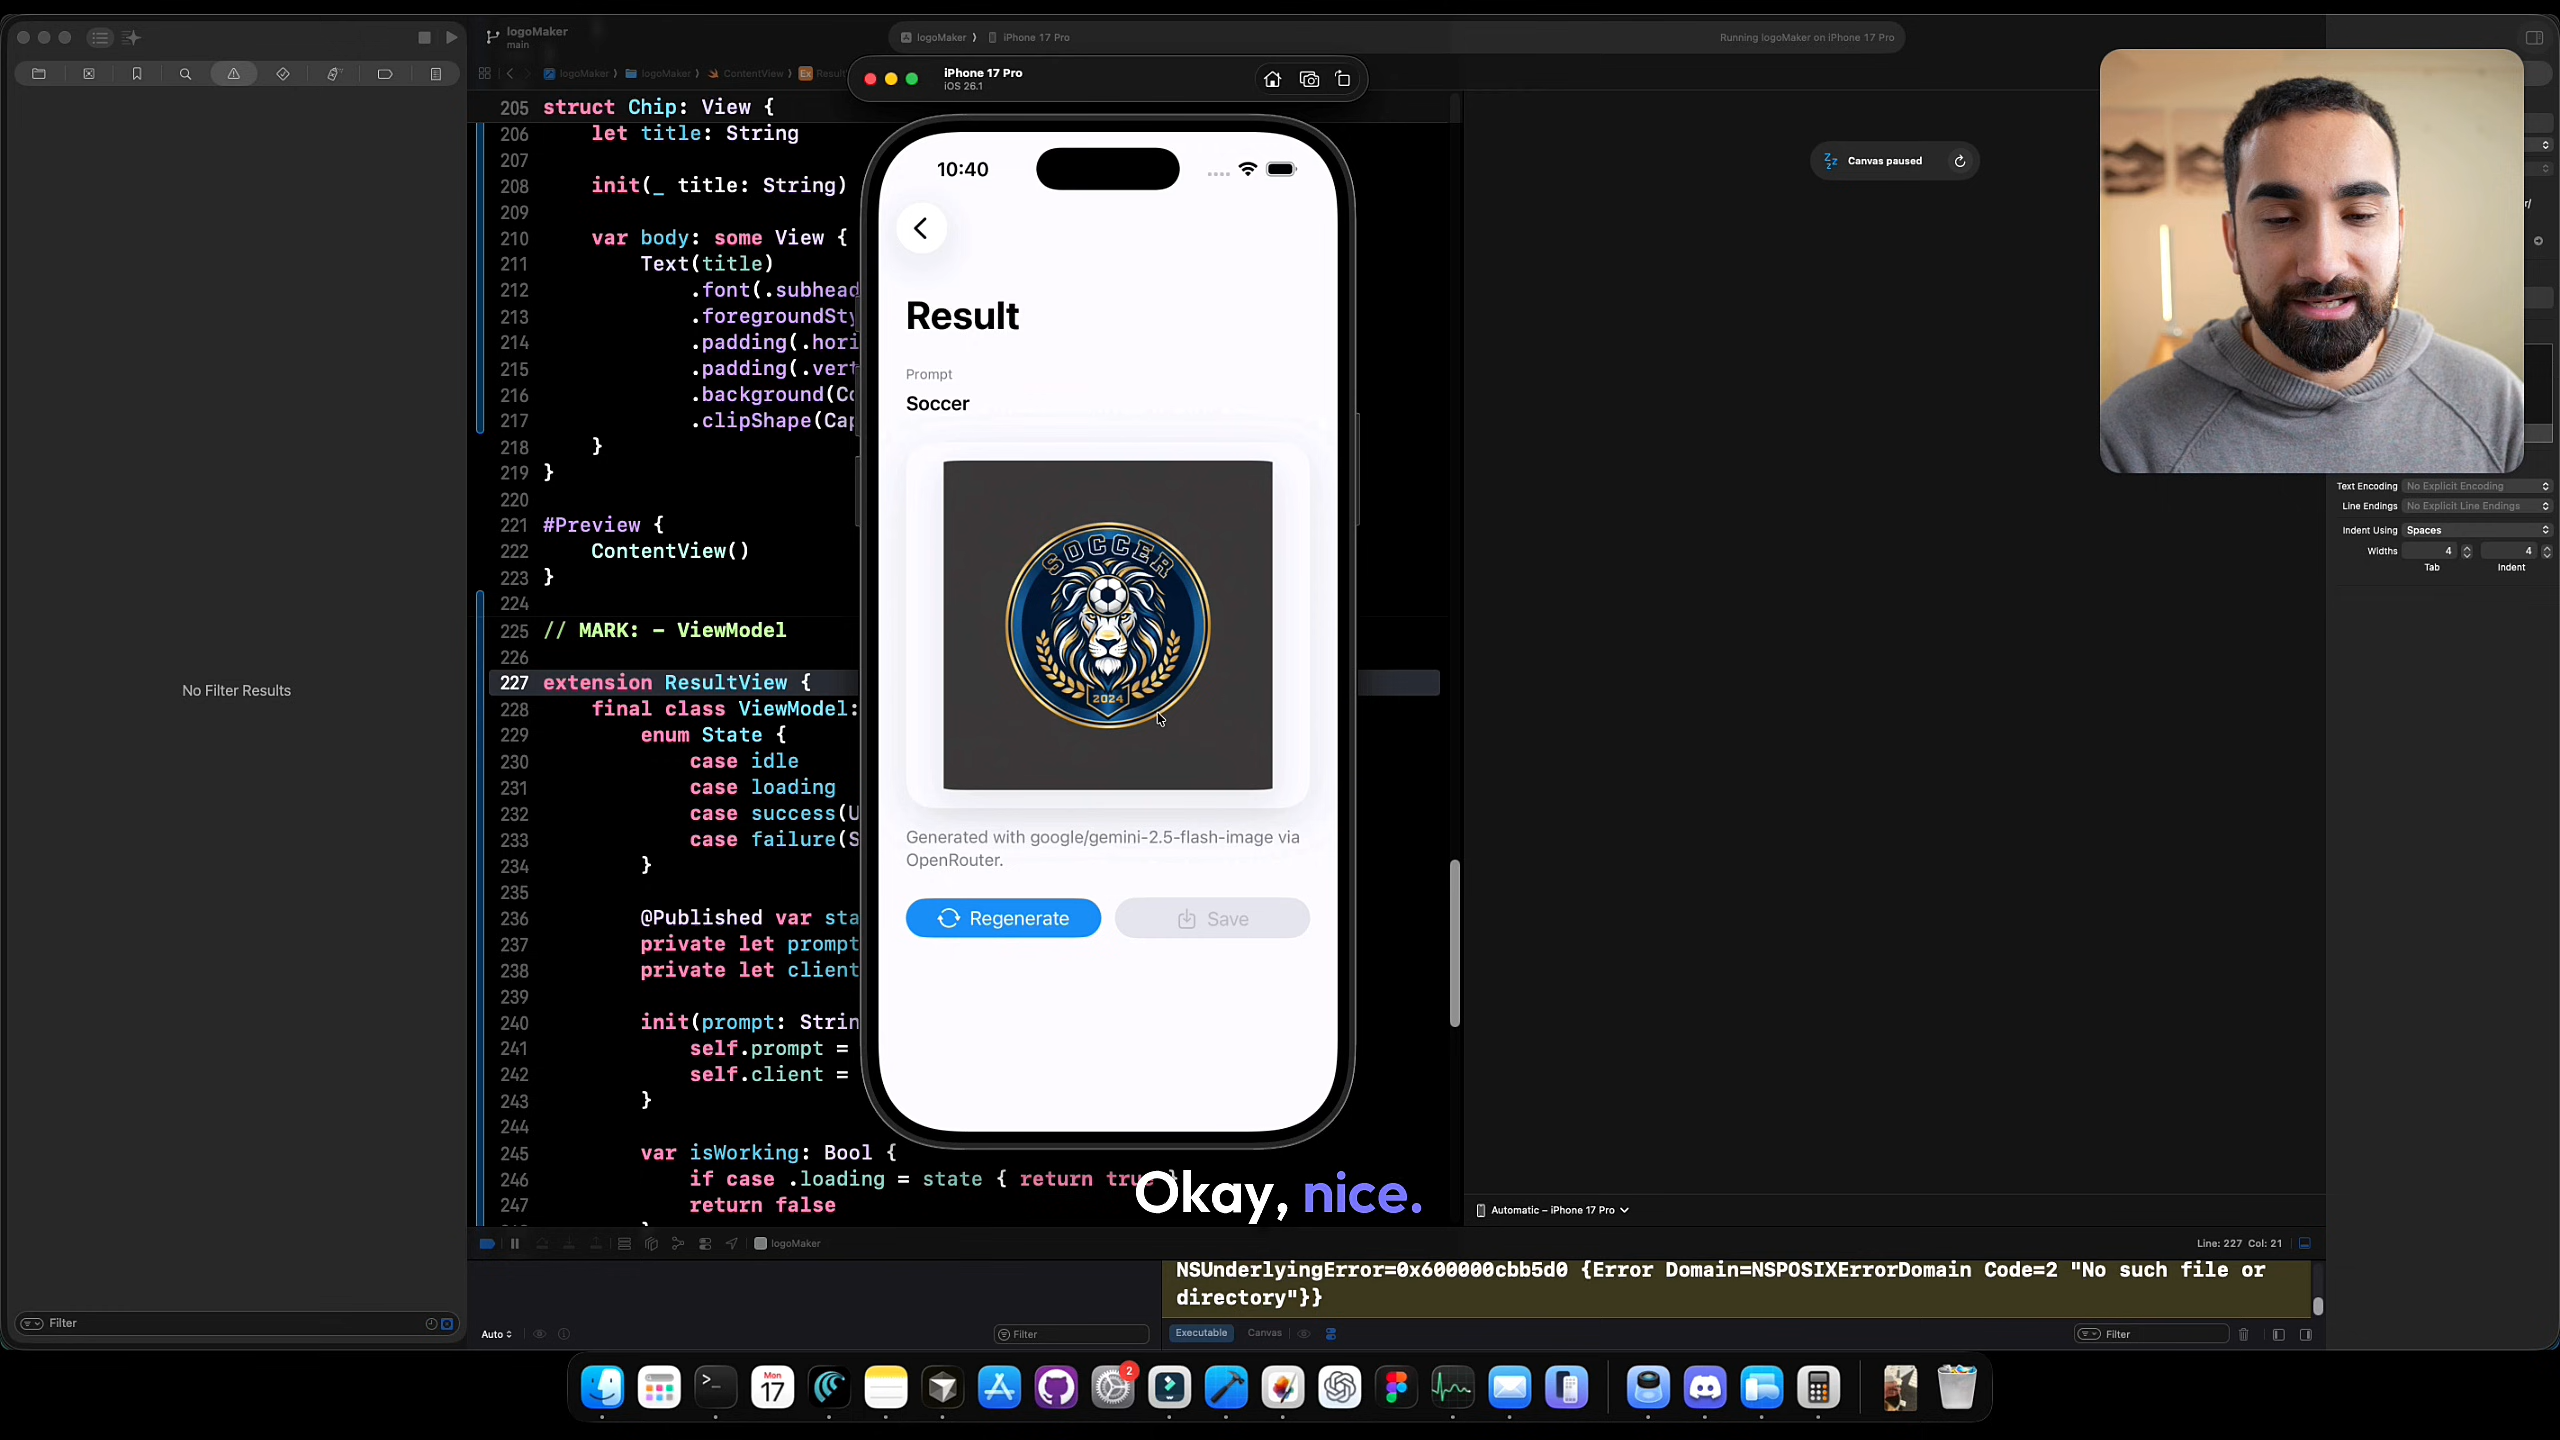 logoMaker
main
logoMaker
iPhone 17 Pro
Running logoMaker on iPhone 17 Pro
logoMaker
logoMaker
ContentView
Ex
iPhone 17 Pro
iOS 26.1
No Filter Results
Filter
205 struct Chip: View {
206 let title: String
207
208 init(_ title: String)
209
210 var body: some View {
211 Text(title)
212 .font(.subhead
213 .foregroundSty
214 .padding(.hori
215 .padding(.vert
216 .background(Co
217 .clipShape(Cap
218 }
219 }
220
221 #Preview {
222 ContentView()
223 }
224
225 // MARK: - ViewModel
226
227 extension ResultView {
228 final class ViewModel:
229 enum State {
230 case idle
231 case loading
232 case success(U
233 case failure(S
234 }
235
236 @Published var sta
237 private let prompt
238 private let client
239
240 init(prompt: Strin
241 self.prompt =
242 self.client =
243 }
244
245 var isWorking: Bool {
246 if case .loading = state { return true
247 return false
10:40
Result
Prompt
Soccer
SOCCER
2024
Generated with google/gemini-2.5-flash-image via
OpenRouter.
Regenerate
Save
Okay, nice.
Canvas paused
Text Encoding
No Explicit Encoding
Line Endings
No Explicit Line Endings
Indent Using
Spaces
Widths
4
4
Tab
Indent
Automatic – iPhone 17 Pro
logoMaker
Line: 227 Col: 21
NSUnderlyingError=0x600000cbb5d0 {Error Domain=NSPOSIXErrorDomain Code=2 "No such file or
directory"}}
Auto
Filter
Executable
Canvas
Filter
Mon
17
2